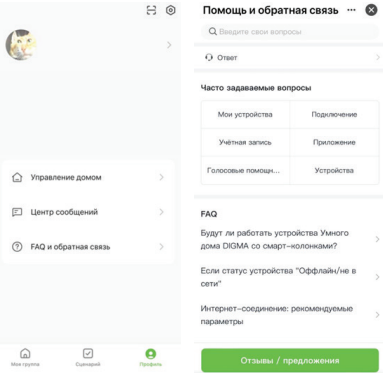 Управление домом
Центр сообщений
FAQ и обратная связь
Моя группа
Сценарий
Профиль
Помощь и обратная связь
Введите свои вопросы
Ответ
Часто задаваемые вопросы
Мои устройства
Подключение
Учётная запись
Приложение
Голосовые помощн...
Устройства
FAQ
Будут ли работать устройства Умного
дома DIGMA со смарт-колонками?
Если статус устройства "Оффлайн/не в
сети"
Интернет-соединение: рекомендуемые
параметры
Отзывы / предложения